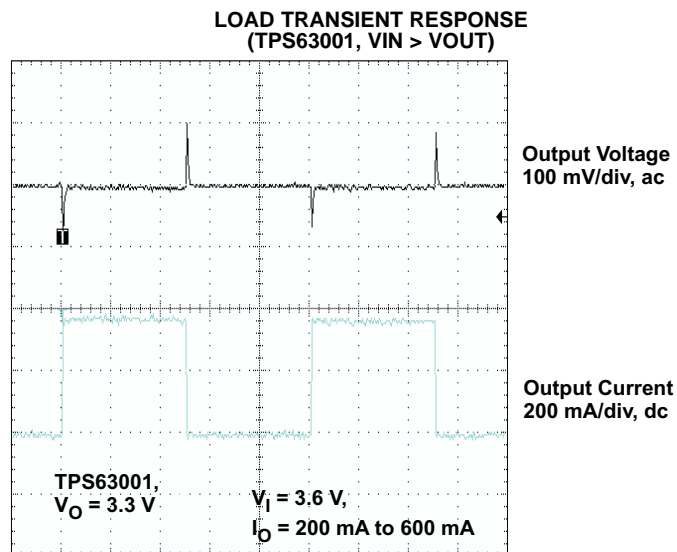 LOAD TRANSIENT RESPONSE
(TPS63001, VIN > VOUT)
Output Voltage
100 mV/div, ac
Output Current
200 mA/div, dc
TPS63001,
VO = 3.3 V
VI = 3.6 V,
IO = 200 mA to 600 mA